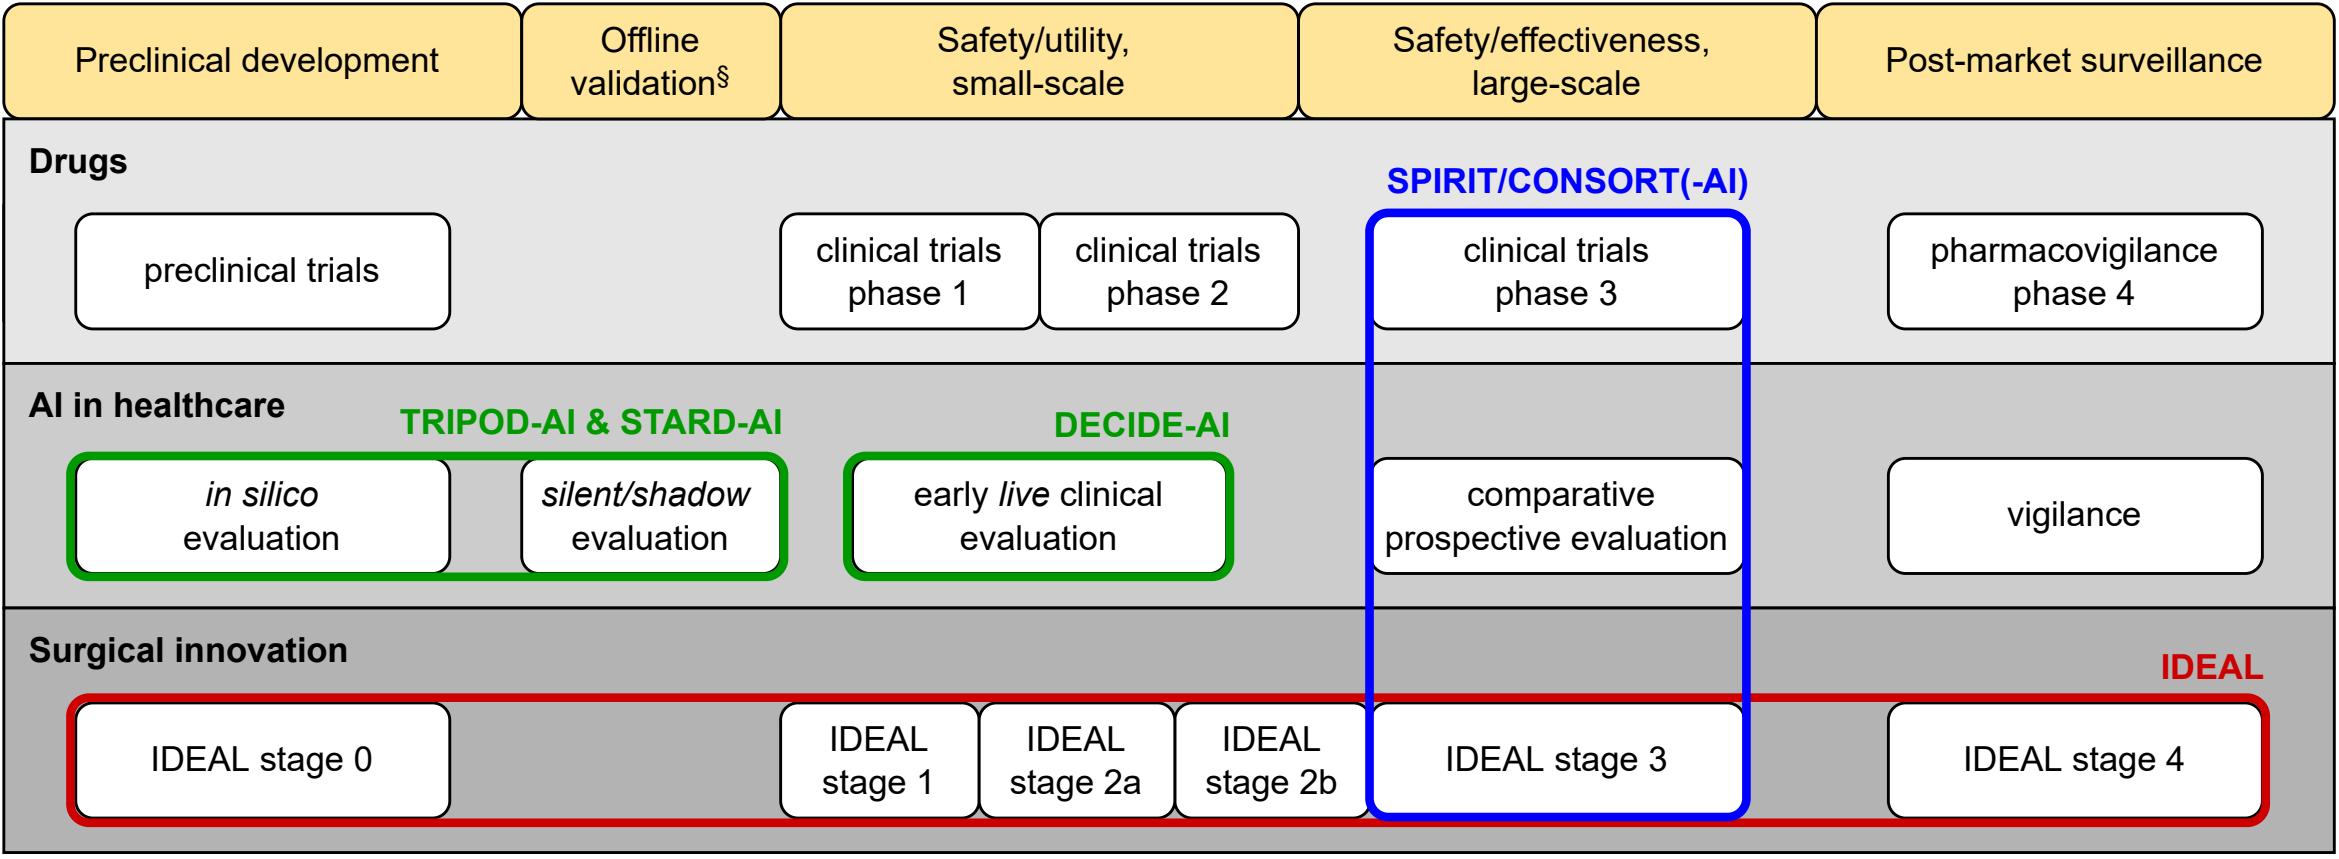 Preclinical development
Offline
validation§
Safety/utility,
small-scale
Safety/effectiveness,
large-scale
Post-market surveillance
Drugs
SPIRIT/CONSORT(-AI)
preclinical trials
clinical trials
phase 1
clinical trials
phase 2
clinical trials
phase 3
pharmacovigilance
phase 4
AI in healthcare
TRIPOD-AI & STARD-AI
DECIDE-AI
in silico
evaluation
silent/shadow
evaluation
early live clinical
evaluation
comparative
prospective evaluation
vigilance
Surgical innovation
IDEAL
IDEAL stage 0
IDEAL
stage 1
IDEAL
stage 2a
IDEAL
stage 2b
IDEAL stage 3
IDEAL stage 4